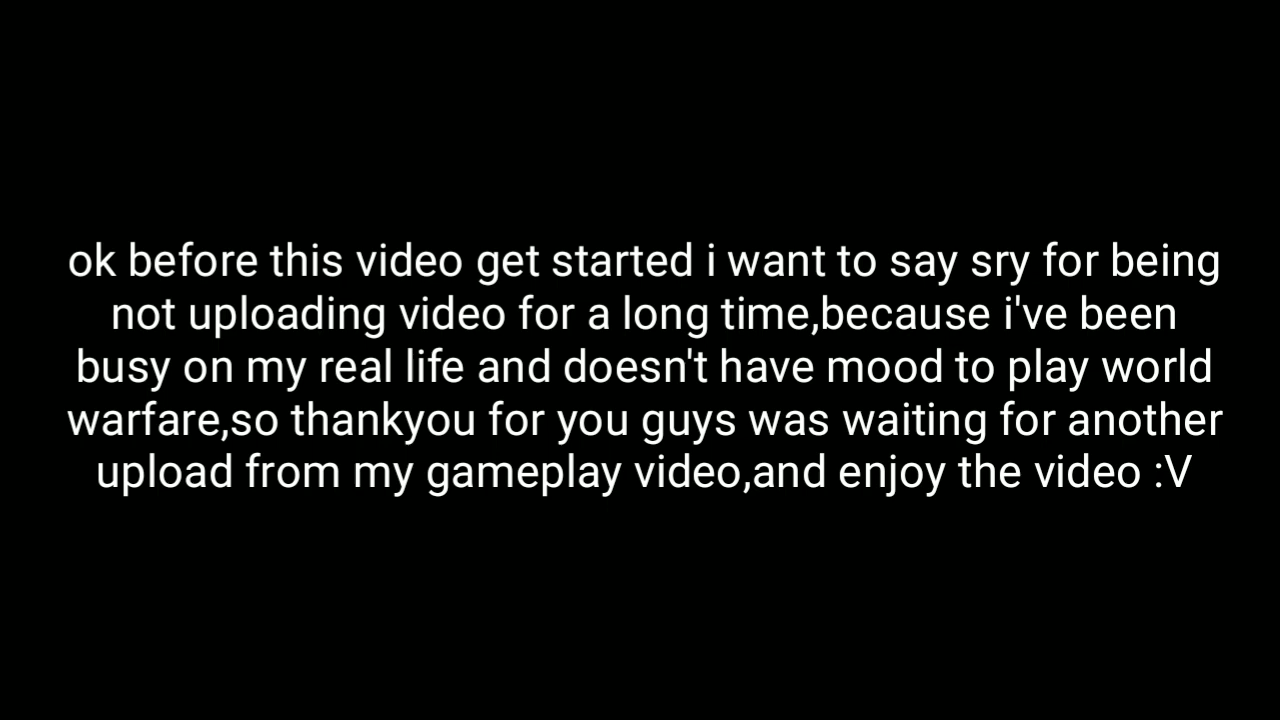 ok before this video get started i want to say sry for being
not uploading video for a long time,because i've been
busy on my real life and doesn't have mood to play world
warfare,so thankyou for you guys was waiting for another
upload from my gameplay video,and enjoy the video :V